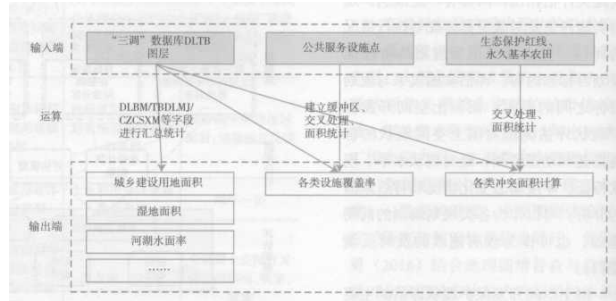 输入端
“三调”数据库DLTB
图层
公共服务设施点
生态保护红线、
永久基本农田
运算
DLBM/TBDLMJ/
CZCSXM等字段
进行汇总统计
建立缓冲区、
交叉处理、
面积统计
交叉处理、
面积统计
输出端
城乡建设用地面积
湿地面积
河湖水面率
……
各类设施覆盖率
各类冲突面积计算